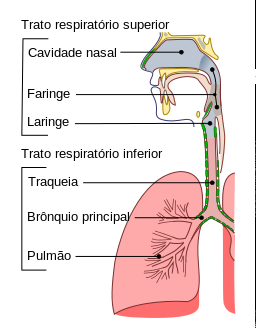 Trato respiratório superior
Cavidade nasal
Faringe
Laringe
Trato respiratório inferior
Traqueia
Brônquio principal
Pulmão